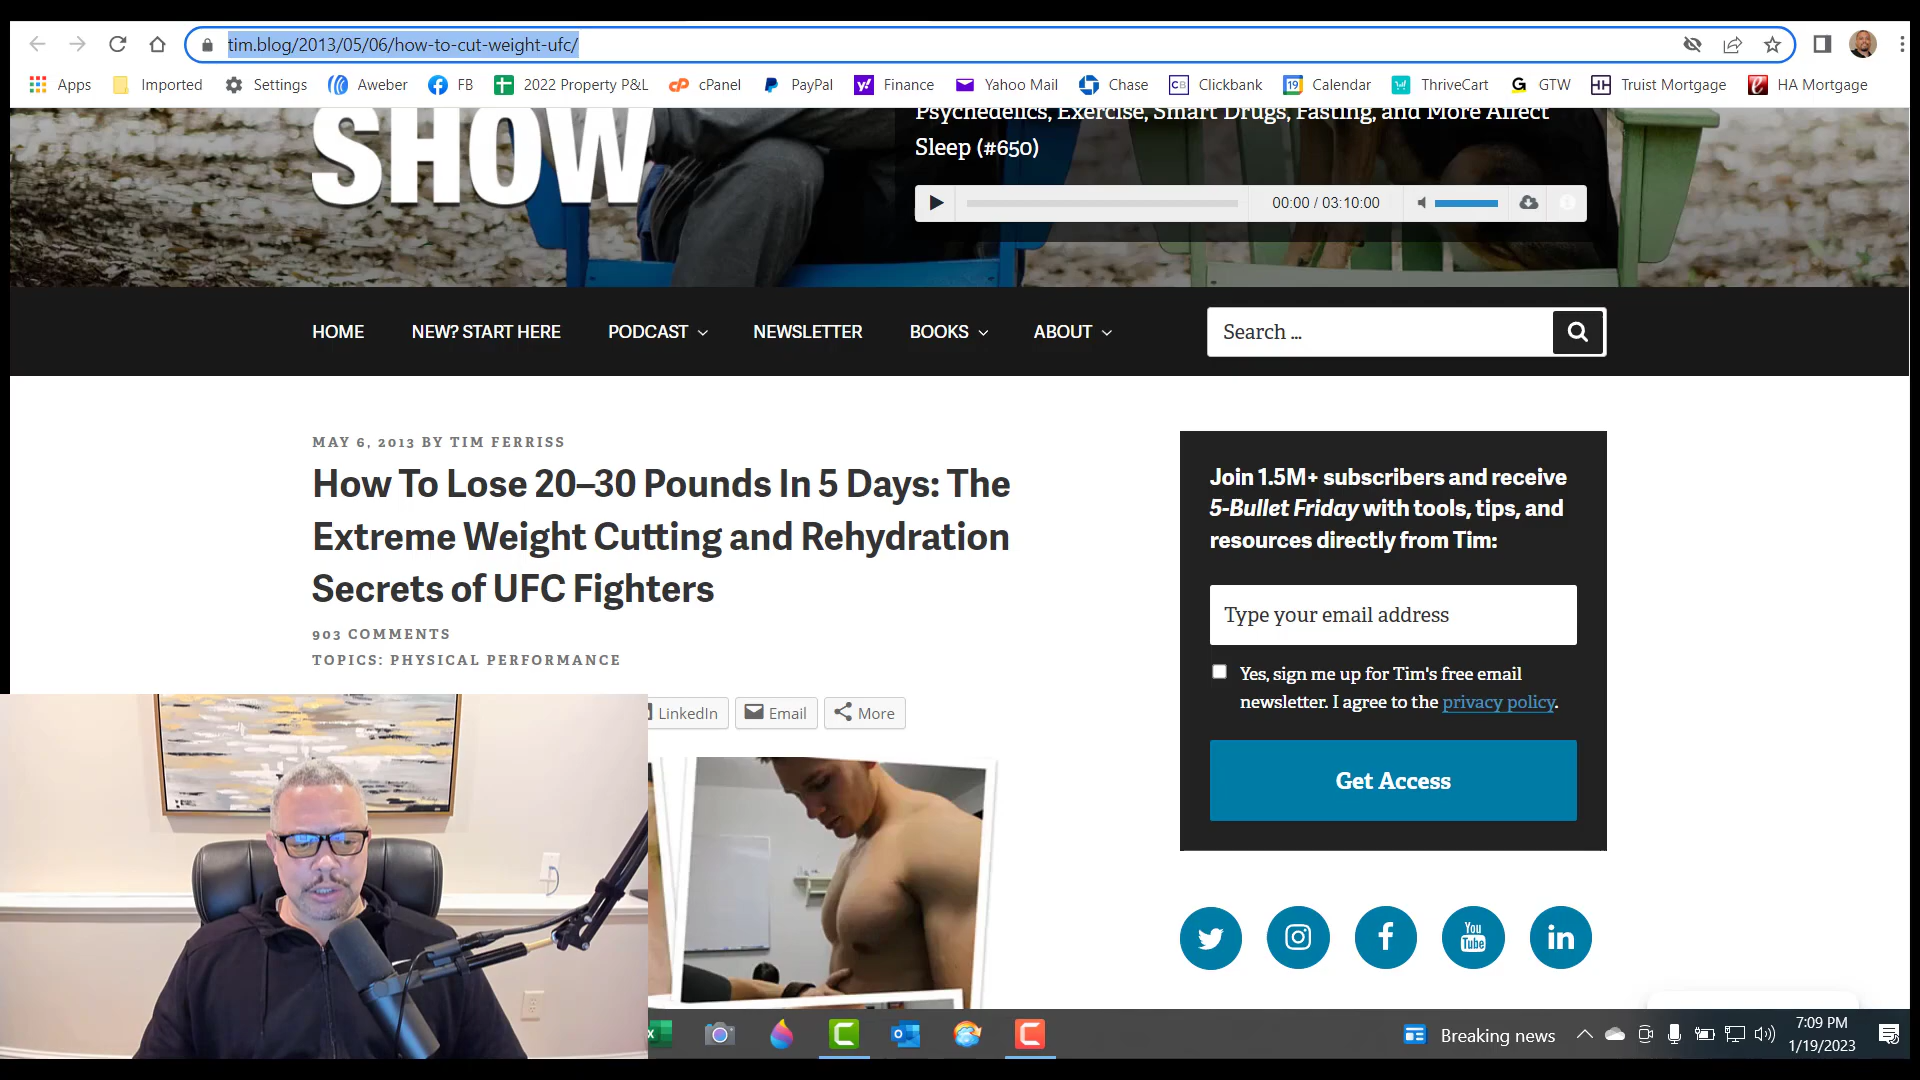 tim.blog/2013/05/06/how-to-cut-weight-ufc/
Apps Imported Settings Aweber FB 2022 Property P&L cPanel PayPal Finance Yahoo Mail Chase Clickbank Calendar ThriveCart GTW Truist Mortgage HA Mortgage
SHOW
Psychedelics, Exercise, Smart Drugs, Fasting, and More Affect
Sleep (#650)
00:00 / 03:10:00
HOME NEW? START HERE PODCAST NEWSLETTER BOOKS ABOUT
Search ...
MAY 6, 2013 BY TIM FERRISS
How To Lose 20–30 Pounds In 5 Days: The
Extreme Weight Cutting and Rehydration
Secrets of UFC Fighters
903 COMMENTS
TOPICS: PHYSICAL PERFORMANCE
LinkedIn Email More
Join 1.5M+ subscribers and receive
5-Bullet Friday with tools, tips, and
resources directly from Tim:
Type your email address
Yes, sign me up for Tim's free email
newsletter. I agree to the privacy policy.
Get Access
You
Tube
in
Breaking news
7:09 PM
1/19/2023